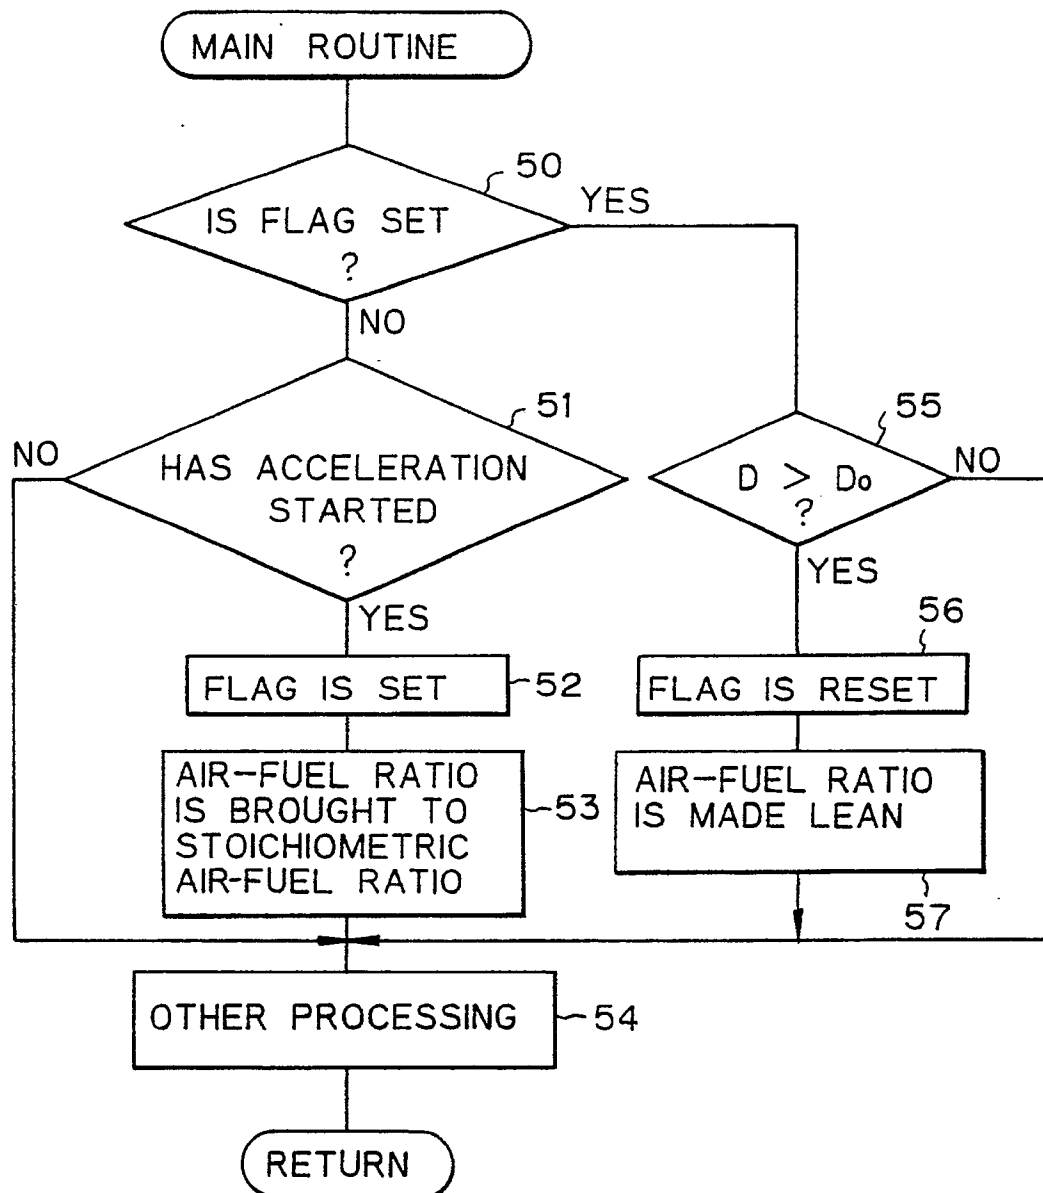 MAIN ROUTINE
50
IS FLAG SET
?
YES
NO
51
HAS ACCELERATION
STARTED
?
NO
YES
55
D > D₀
?
NO
YES
FLAG IS SET
52
56
FLAG IS RESET
AIR-FUEL RATIO
IS BROUGHT TO
STOICHIOMETRIC
AIR-FUEL RATIO
53
AIR-FUEL RATIO
IS MADE LEAN
57
OTHER PROCESSING
54
RETURN